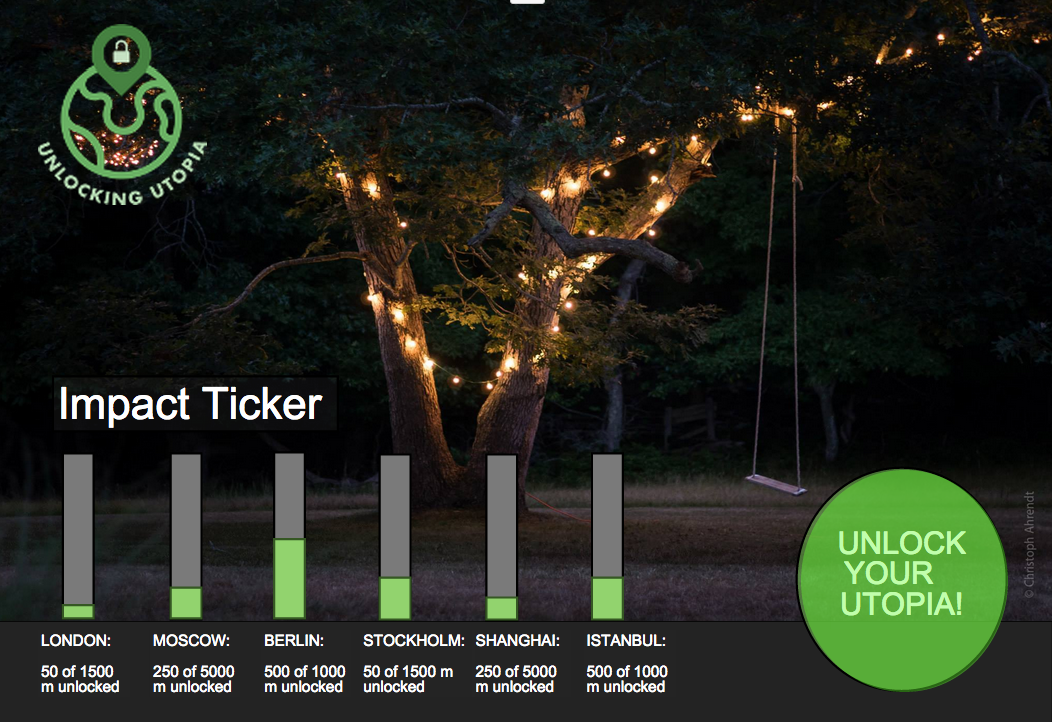 UNLOCKING UTOPIA
Impact Ticker
UNLOCK
YOUR
UTOPIA!
© Christoph Ahrendt
LONDON:
50 of 1500
m unlocked
MOSCOW:
250 of 5000
m unlocked
BERLIN:
500 of 1000
m unlocked
STOCKHOLM:
50 of 1500 m
unlocked
SHANGHAI:
250 of 5000
m unlocked
ISTANBUL:
500 of 1000
m unlocked